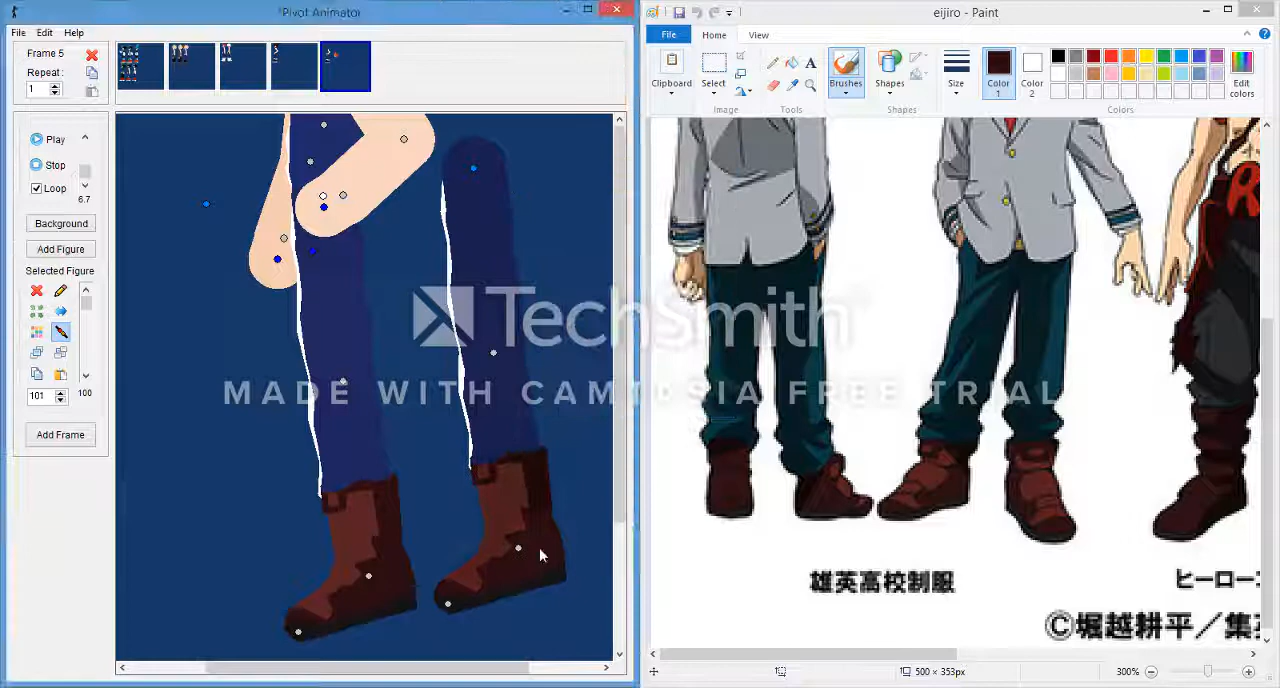 *Pivot Animator
eijiro - Paint
File Edit Help
File Home View
Frame 5
Repeat:
1
Clipboard
Select
Brushes
Shapes
Size
Color
1
Color
2
Edit
colors
Image
Tools
Shapes
Colors
Play
Stop
Loop
6.7
Background
Add Figure
Selected Figure
101
100
Add Frame
TechSmith
MADE WITH CAMTASIA FREE TRIAL
雄英高校制服
ヒーロー
©堀越耕平／集
500 × 353px
300%